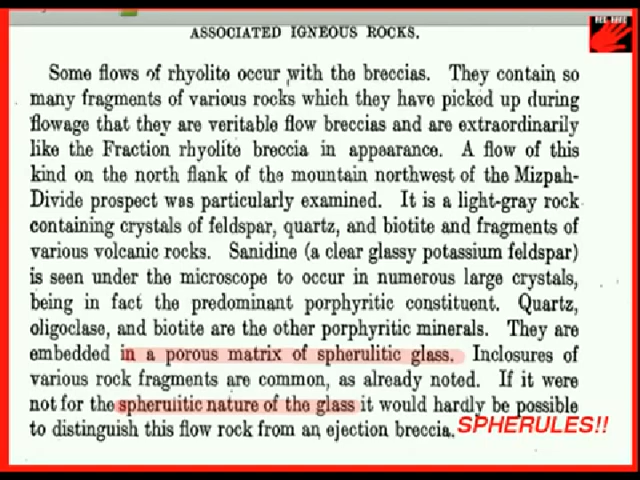 ASSOCIATED IGNEOUS ROCKS.
Some flows of rhyolite occur with the breccias. They contain so
many fragments of various rocks which they have picked up during
flowage that they are veritable flow breccias and are extraordinarily
like the Fraction rhyolite breccia in appearance. A flow of this
kind on the north flank of the mountain northwest of the Mizpah-
Divide prospect was particularly examined. It is a light-gray rock
containing crystals of feldspar, quartz, and biotite and fragments of
various volcanic rocks. Sanidine (a clear glassy potassium feldspar)
is seen under the microscope to occur in numerous large crystals,
being in fact the predominant porphyritic constituent. Quartz,
oligoclase, and biotite are the other porphyritic minerals. They are
embedded in a porous matrix of spherulitic glass. Inclosures of
various rock fragments are common, as already noted. If it were
not for the spherulitic nature of the glass it would hardly be possible
to distinguish this flow rock from an ejection breccia.
SPHERULES!!